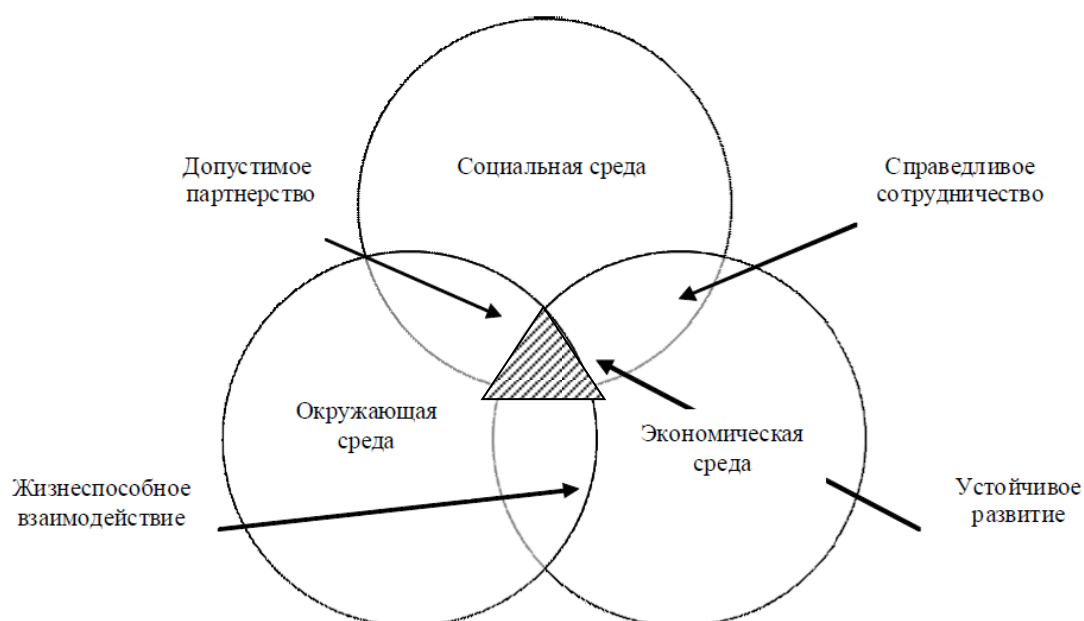 Социальная среда
Допустимое
партнерство
Справедливое
сотрудничество
Окружающая
среда
Экономическая
среда
Жизнеспособное
взаимодействие
Устойчивое
развитие